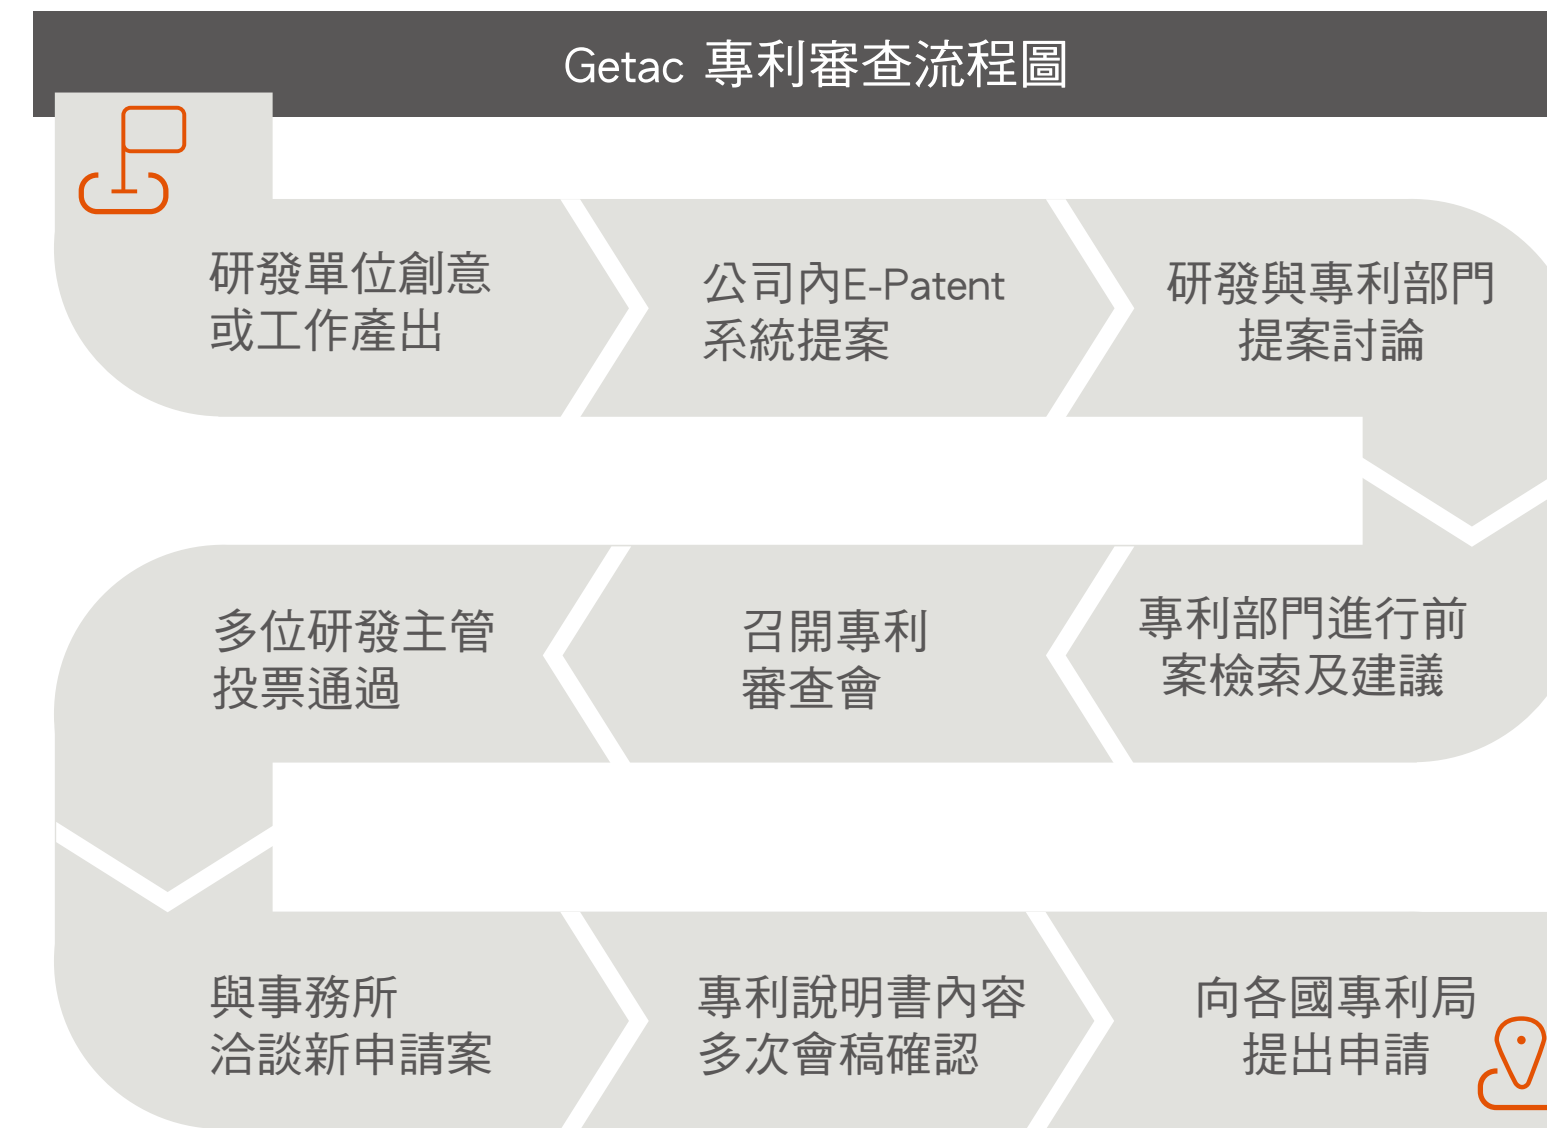 Getac 專利審查流程圖
研發單位創意
或工作產出
公司內E-Patent
系統提案
研發與專利部門
提案討論
專利部門進行前
案檢索及建議
召開專利
審查會
多位研發主管
投票通過
與事務所
洽談新申請案
專利說明書內容
多次會稿確認
向各國專利局
提出申請